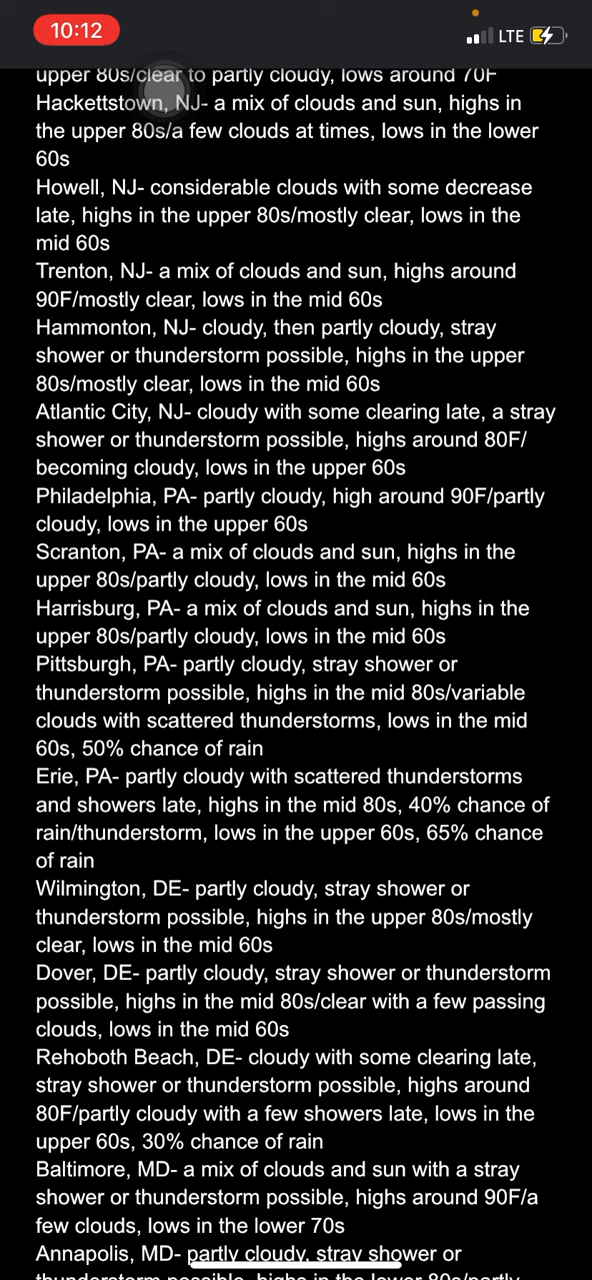 10:12
LTE
upper 80s/clear to partly cloudy, lows around 70F
Hackettstown, NJ- a mix of clouds and sun, highs in
the upper 80s/a few clouds at times, lows in the lower
60s
Howell, NJ- considerable clouds with some decrease
late, highs in the upper 80s/mostly clear, lows in the
mid 60s
Trenton, NJ- a mix of clouds and sun, highs around
90F/mostly clear, lows in the mid 60s
Hammonton, NJ- cloudy, then partly cloudy, stray
shower or thunderstorm possible, highs in the upper
80s/mostly clear, lows in the mid 60s
Atlantic City, NJ- cloudy with some clearing late, a stray
shower or thunderstorm possible, highs around 80F/
becoming cloudy, lows in the upper 60s
Philadelphia, PA- partly cloudy, high around 90F/partly
cloudy, lows in the upper 60s
Scranton, PA- a mix of clouds and sun, highs in the
upper 80s/partly cloudy, lows in the mid 60s
Harrisburg, PA- a mix of clouds and sun, highs in the
upper 80s/partly cloudy, lows in the mid 60s
Pittsburgh, PA- partly cloudy, stray shower or
thunderstorm possible, highs in the mid 80s/variable
clouds with scattered thunderstorms, lows in the mid
60s, 50% chance of rain
Erie, PA- partly cloudy with scattered thunderstorms
and showers late, highs in the mid 80s, 40% chance of
rain/thunderstorm, lows in the upper 60s, 65% chance
of rain
Wilmington, DE- partly cloudy, stray shower or
thunderstorm possible, highs in the upper 80s/mostly
clear, lows in the mid 60s
Dover, DE- partly cloudy, stray shower or thunderstorm
possible, highs in the mid 80s/clear with a few passing
clouds, lows in the mid 60s
Rehoboth Beach, DE- cloudy with some clearing late,
stray shower or thunderstorm possible, highs around
80F/partly cloudy with a few showers late, lows in the
upper 60s, 30% chance of rain
Baltimore, MD- a mix of clouds and sun with a stray
shower or thunderstorm possible, highs around 90F/a
few clouds, lows in the lower 70s
Annapolis, MD- partly cloudy, stray shower or
thunderstorm possible, highs in the lower 80s/partly